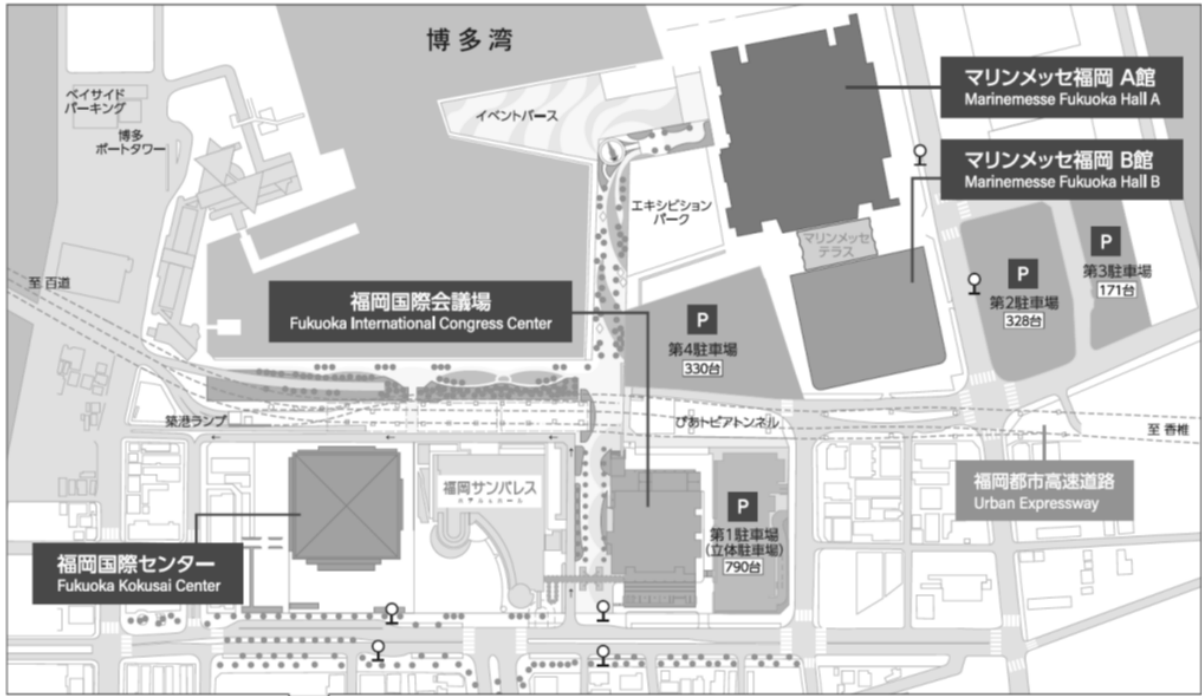 博多湾
マリンメッセ福岡 A館
Marinemesse Fukuoka Hall A
ベイサイド
パーキング
イベントバース
博多
ポートタワー
マリンメッセ福岡 B館
Marinemesse Fukuoka Hall B
エキシビション
パーク
マリンメッセ
テラス
P
第3駐車場
171台
P
第2駐車場
328台
至 百道
福岡国際会議場
Fukuoka International Congress Center
P
第4駐車場
330台
築港ランプ
ぴあトピアトンネル
至 香椎
福岡都市高速道路
Urban Expressway
福岡サンパレス
ホテル&ホール
P
第1駐車場
(立体駐車場)
790台
福岡国際センター
Fukuoka Kokusai Center